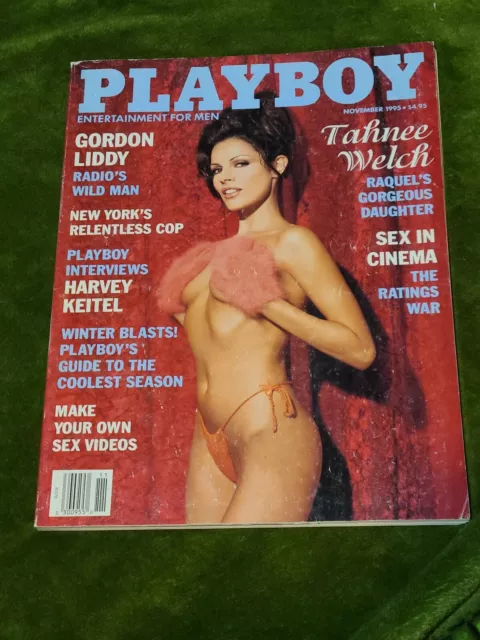 PLAYBOY
ENTERTAINMENT FOR MEN
NOVEMBER 1995 • $4.95
GORDON
LIDDY
RADIO'S
WILD MAN
NEW YORK'S
RELENTLESS COP
PLAYBOY
INTERVIEWS
HARVEY
KEITEL
WINTER BLASTS!
PLAYBOY'S
GUIDE TO THE
COOLEST SEASON
MAKE
YOUR OWN
SEX VIDEOS
Tahnee
Welch
RAQUEL'S
GORGEOUS
DAUGHTER
SEX IN
CINEMA
THE
RATINGS
WAR
11